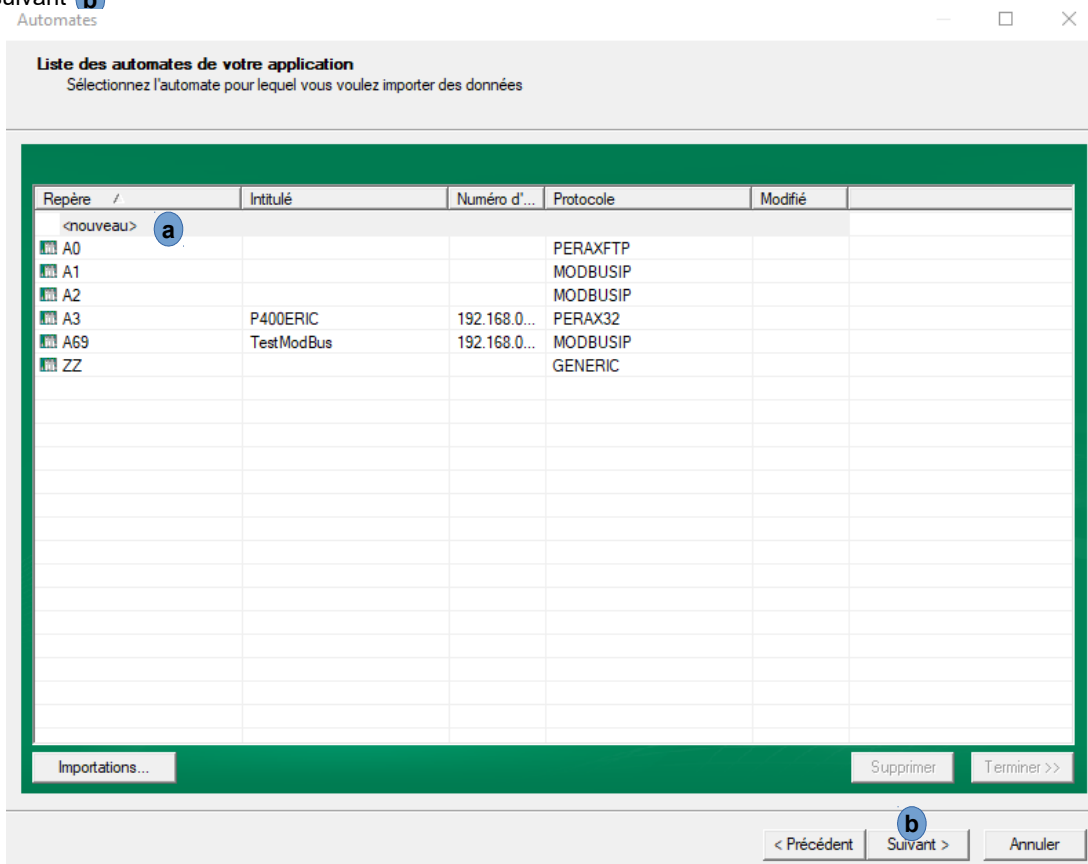 Suivant b
Automates
Liste des automates de votre application
Sélectionnez l'automate pour lequel vous voulez importer des données
Repère / Intitulé Numéro d'... Protocole Modifié
<nouveau> a
A0 PERAXFTP
A1 MODBUSIP
A2 MODBUSIP
A3 P400ERIC 192.168.0... PERAX32
A69 TestModBus 192.168.0... MODBUSIP
ZZ GENERIC
Importations... Supprimer Terminer >>
b
< Précédent Suivant > Annuler